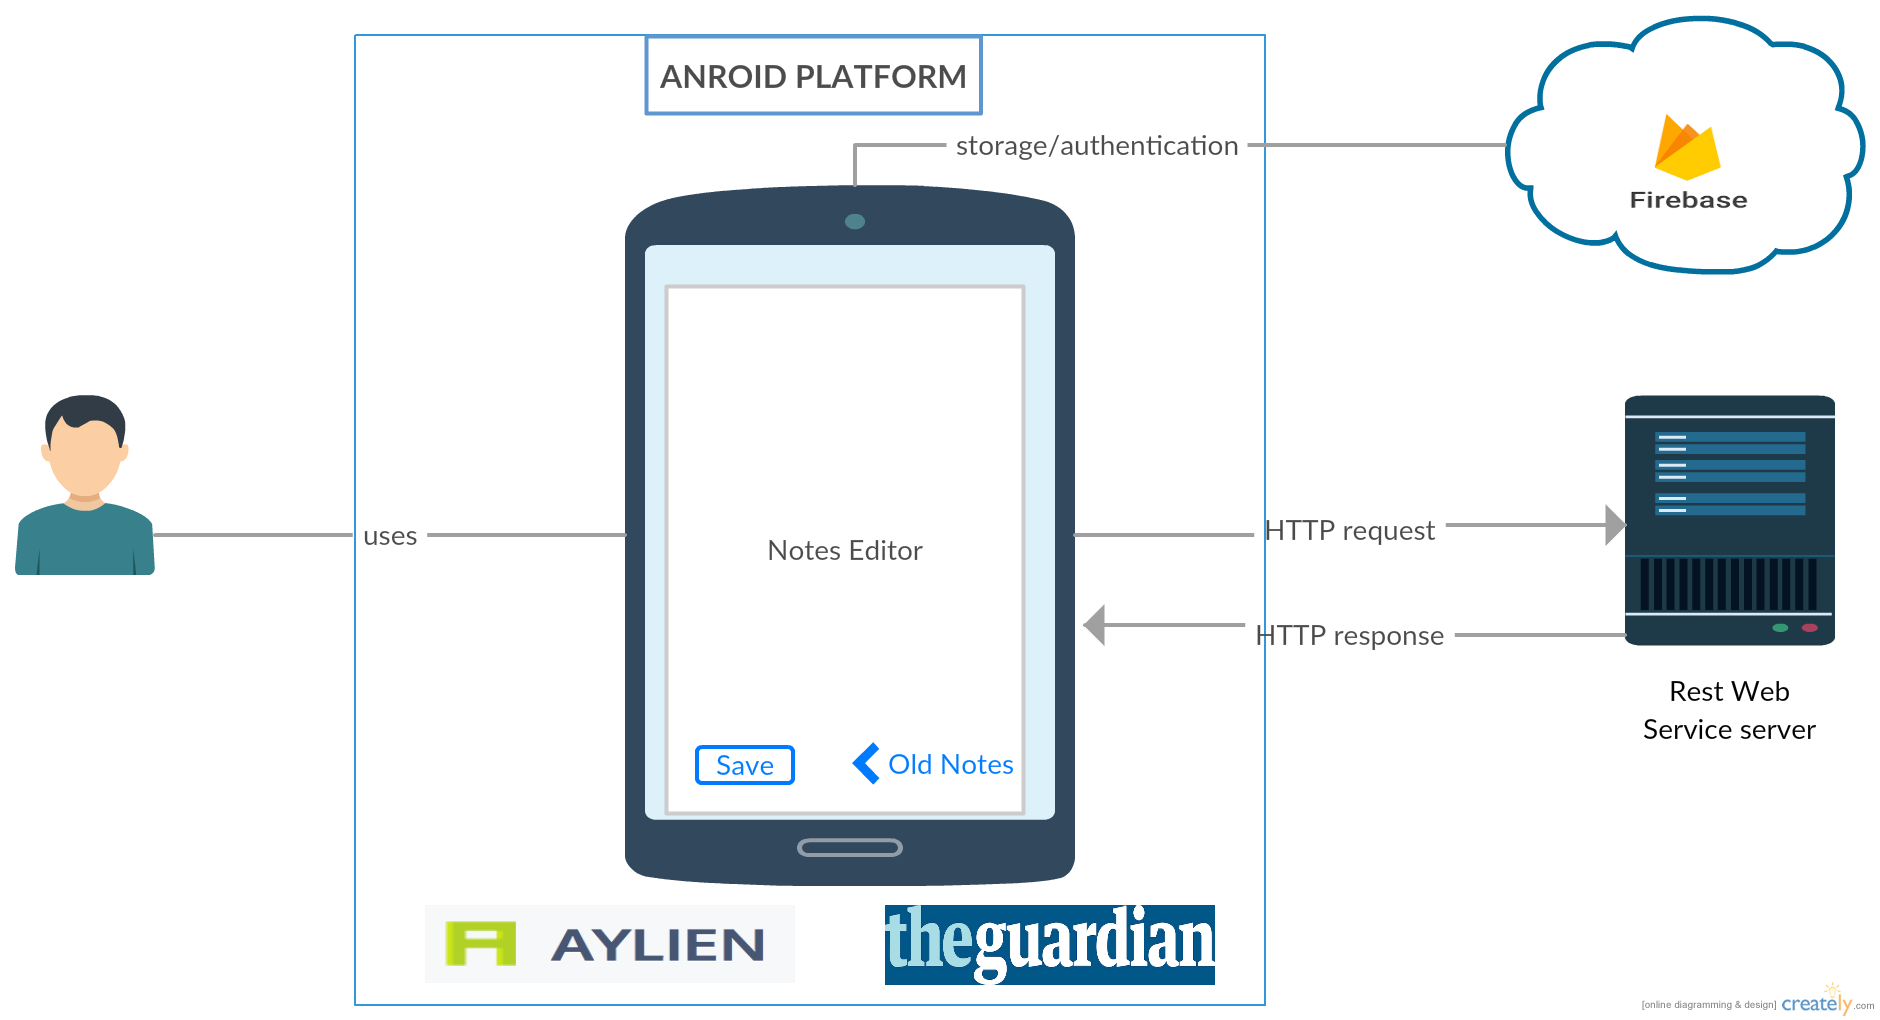 ANROID PLATFORM
storage/authentication
Firebase
uses
Notes Editor
HTTP request
HTTP response
Rest Web
Service server
Save
Old Notes
AYLIEN
theguardian
[online diagramming & design] creately.com